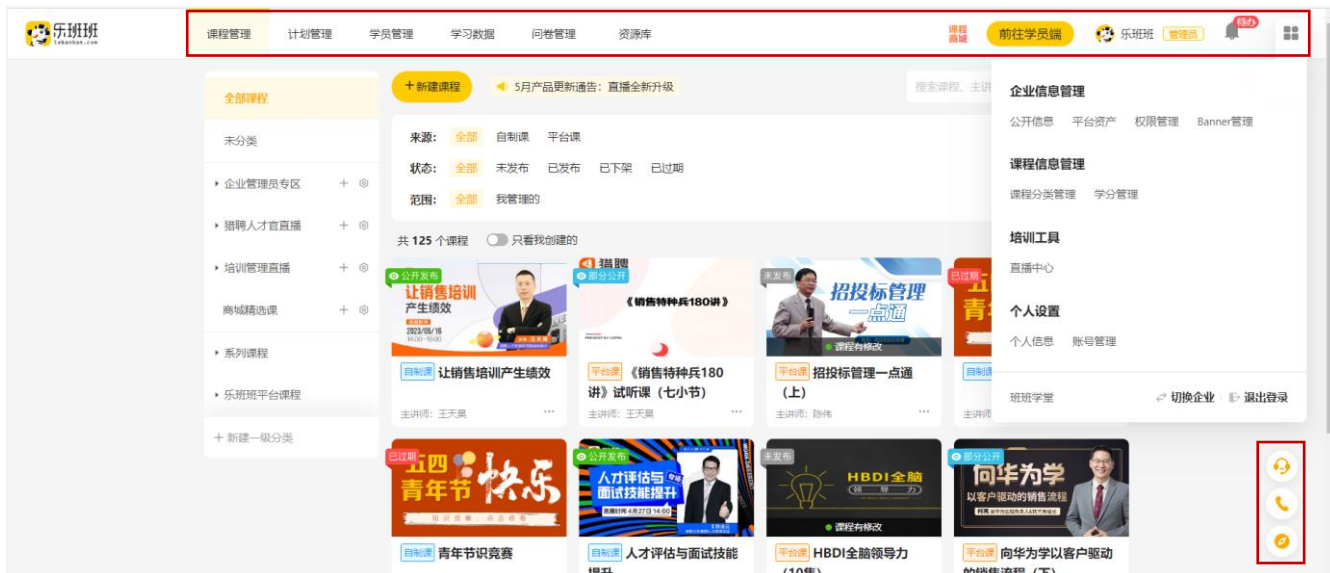 乐班班
lebanban.com
课程管理 计划管理 学员管理 学习数据 问卷管理 资源库
课程
商城
前往学员端
乐班班 管理员
待办
全部课程
未分类
企业管理员专区
猎聘人才官直播
培训管理直播
商城精选课
系列课程
乐班班平台课程
+ 新建一级分类
+新建课程
5月产品更新通告：直播全新升级
搜索课程、主讲
来源： 全部 自制课 平台课
状态： 全部 未发布 已发布 已下架 已过期
范围： 全部 我管理的
共 125 个课程 只看我创建的
公开发布
让销售培训
产生绩效
2023/05/16
自制课 让销售培训产生绩效
主讲师：王天昊
猎聘
部分公开
《销售特种兵180讲》
平台课 《销售特种兵180
讲》试听课（七小节）
主讲师：王天昊
未发布
招投标管理
一点通
课程有修改
平台课 招投标管理一点通
（上）
主讲师：陈伟
已过期
自制课
主讲师
企业信息管理
公开信息 平台资产 权限管理 Banner管理
课程信息管理
课程分类管理 学分管理
培训工具
直播中心
个人设置
个人信息 账号管理
班班学堂 切换企业 退出登录
已过期
五四
青年节
快乐
自制课 青年节识竞赛
公开发布
人才评估与
面试技能提升
直播时间 4月27日 14:00
自制课 人才评估与面试技能
提升
未发布
HBDI全脑
领导力
课程有修改
平台课 HBDI全脑领导力
（10集）
部分公开
向华为学
以客户驱动的销售流程
平台课 向华为学以客户驱动
的销售流程（下）